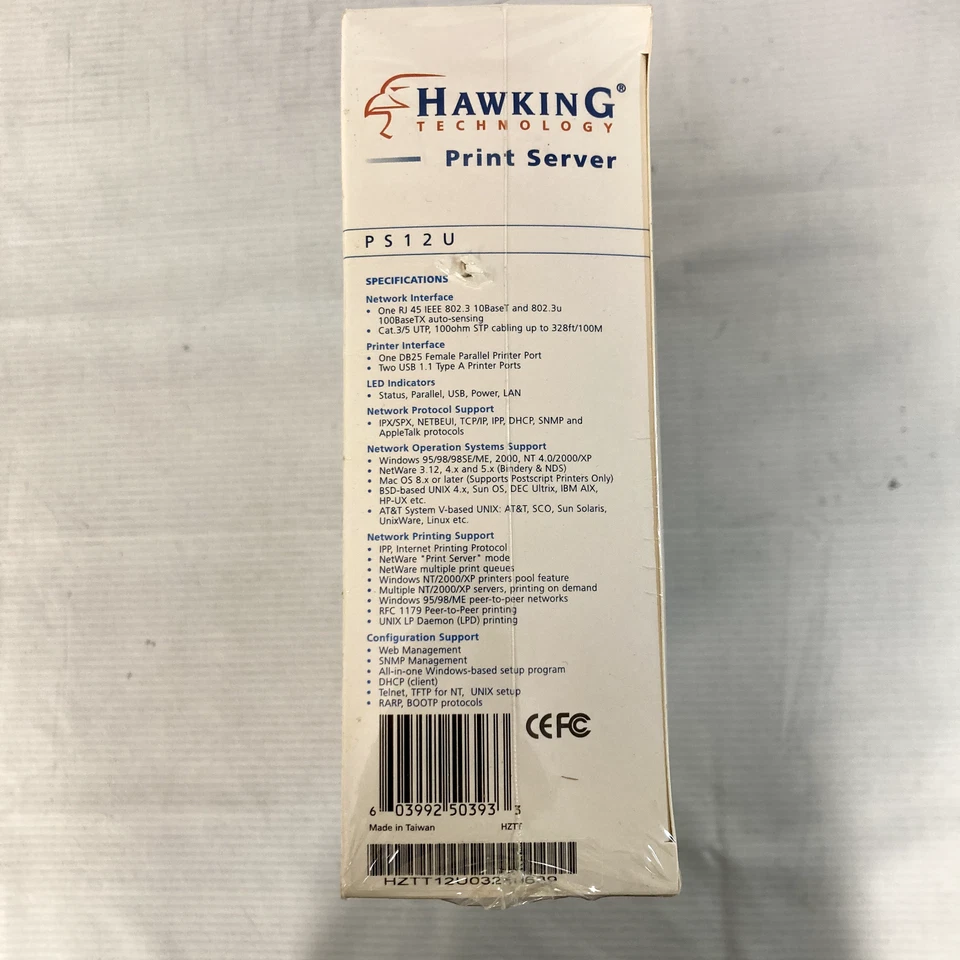 HAWKING®
TECHNOLOGY
Print Server
PS12U
SPECIFICATIONS
Network Interface
• One RJ 45 IEEE 802.3 10BaseT and 802.3u
100BaseTX auto-sensing
• Cat.3/5 UTP, 100ohm STP cabling up to 328ft/100M
Printer Interface
• One DB25 Female Parallel Printer Port
• Two USB 1.1 Type A Printer Ports
LED Indicators
• Status, Parallel, USB, Power, LAN
Network Protocol Support
• IPX/SPX, NETBEUI, TCP/IP, IPP, DHCP, SNMP and
AppleTalk protocols
Network Operation Systems Support
• Windows 95/98/98SE/ME, 2000, NT 4.0/2000/XP
• NetWare 3.12, 4.x and 5.x (Bindery & NDS)
• Mac OS 8.x or later (Supports Postscript Printers Only)
• BSD-based UNIX 4.x, Sun OS, DEC Ultrix, IBM AIX,
HP-UX etc.
• AT&T System V-based UNIX: AT&T, SCO, Sun Solaris,
UnixWare, Linux etc.
Network Printing Support
• IPP, Internet Printing Protocol
• NetWare "Print Server" mode
• NetWare multiple print queues
• Windows NT/2000/XP printers pool feature
• Multiple NT/2000/XP servers, printing on demand
• Windows 95/98/ME peer-to-peer networks
• RFC 1179 Peer-to-Peer printing
• UNIX LP Daemon (LPD) printing
Configuration Support
• Web Management
• SNMP Management
• All-in-one Windows-based setup program
• DHCP (client)
• Telnet, TFTP for NT, UNIX setup
• RARP, BOOTP protocols
CE FC
6 03992 50393 3
Made in Taiwan HZTT